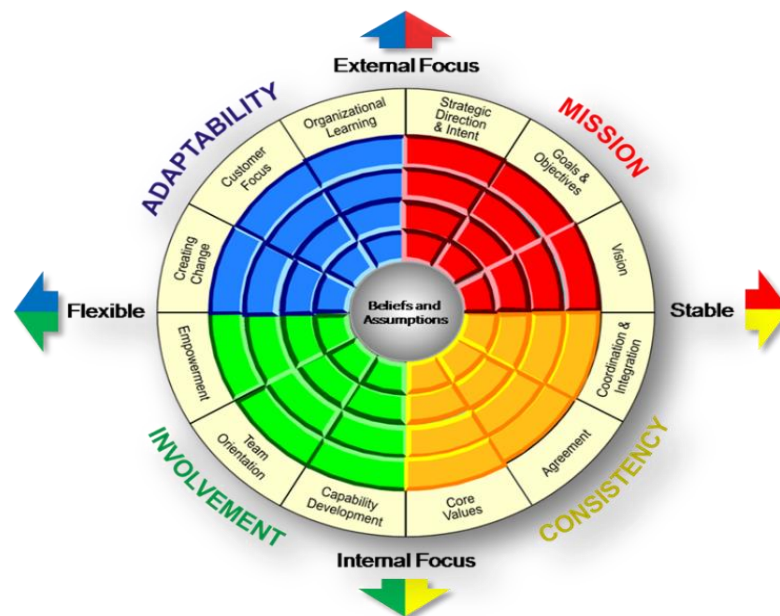 External Focus
ADAPTABILITY
MISSION
Organizational
Learning
Strategic
Direction
& Intent
Customer
Focus
Goals &
Objectives
Creating
Change
Vision
Flexible
Beliefs and
Assumptions
Stable
Empowerment
Coordination &
Integration
Team
Orientation
Agreement
Capability
Development
Core
Values
INVOLVEMENT
CONSISTENCY
Internal Focus